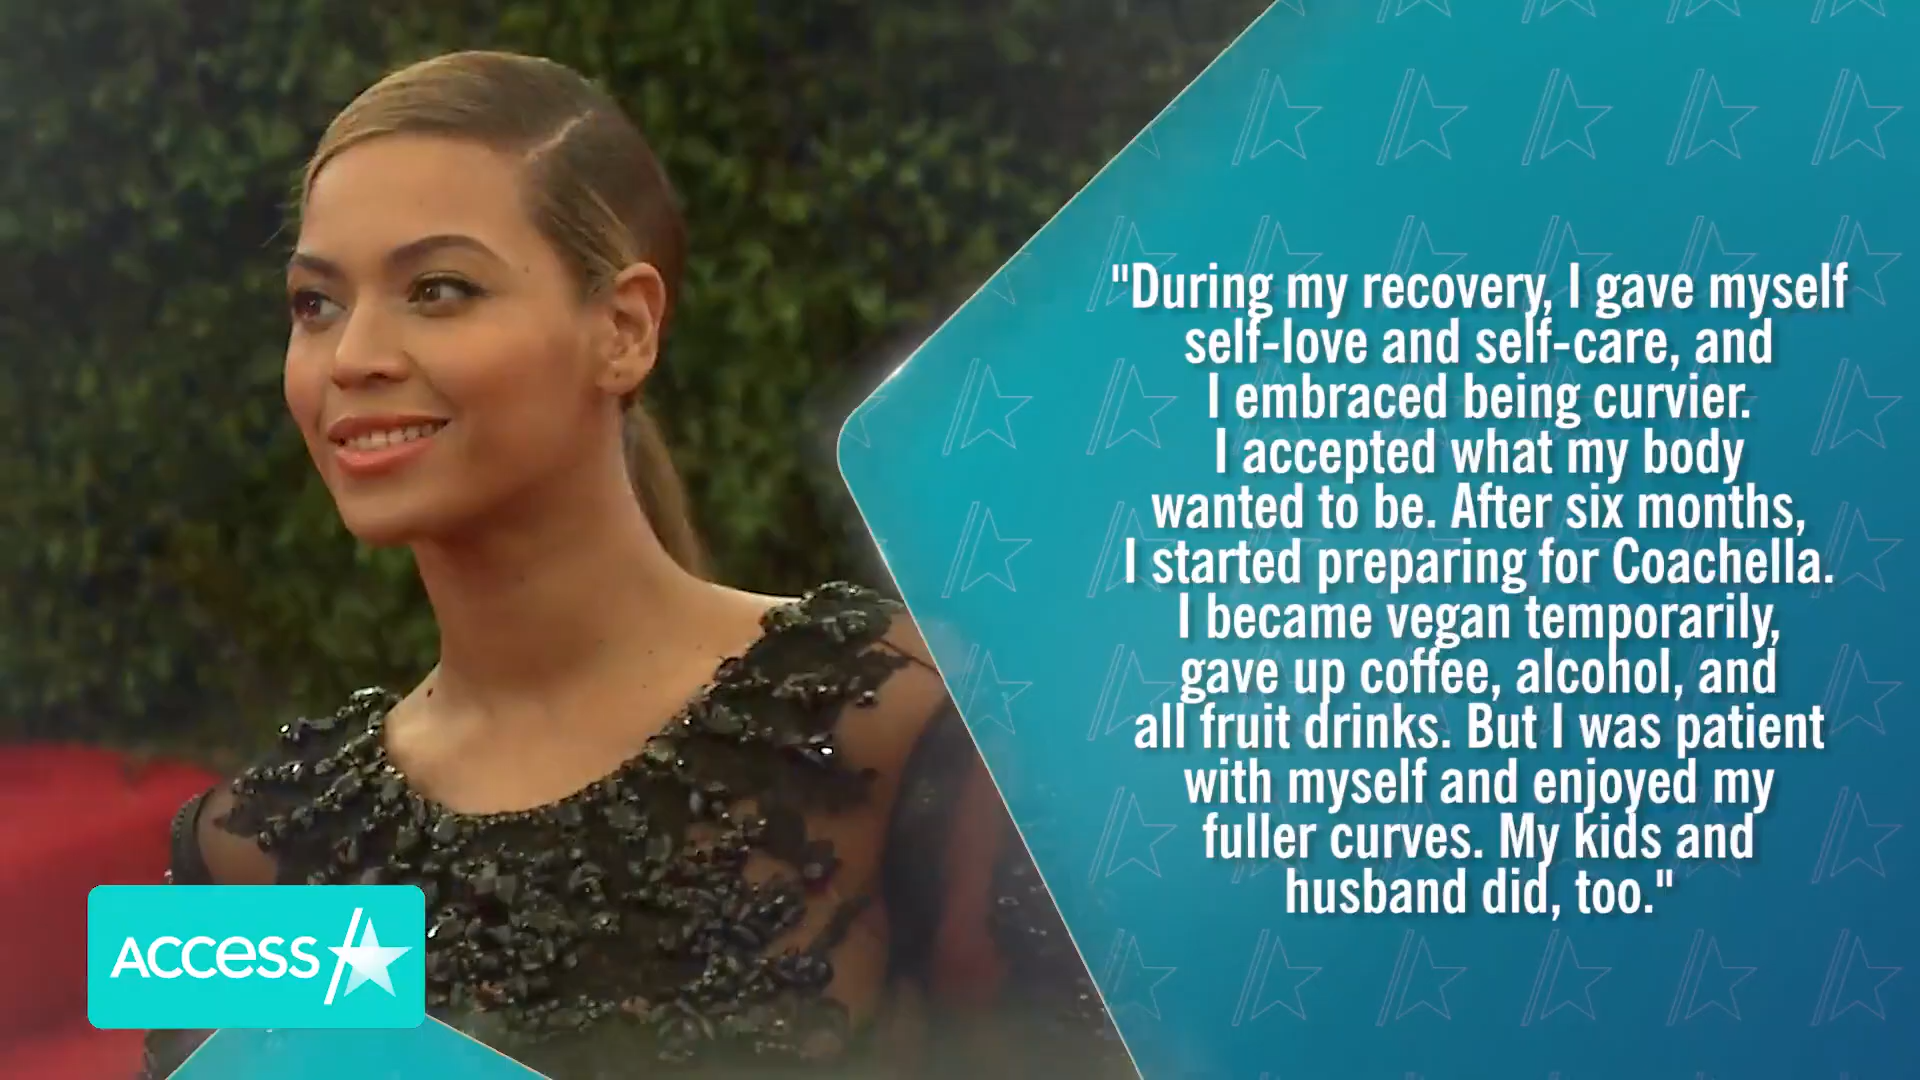 "During my recovery, I gave myself
self-love and self-care, and
I embraced being curvier.
I accepted what my body
wanted to be. After six months,
I started preparing for Coachella.
I became vegan temporarily,
gave up coffee, alcohol, and
all fruit drinks. But I was patient
with myself and enjoyed my
fuller curves. My kids and
husband did, too."
ACCESS